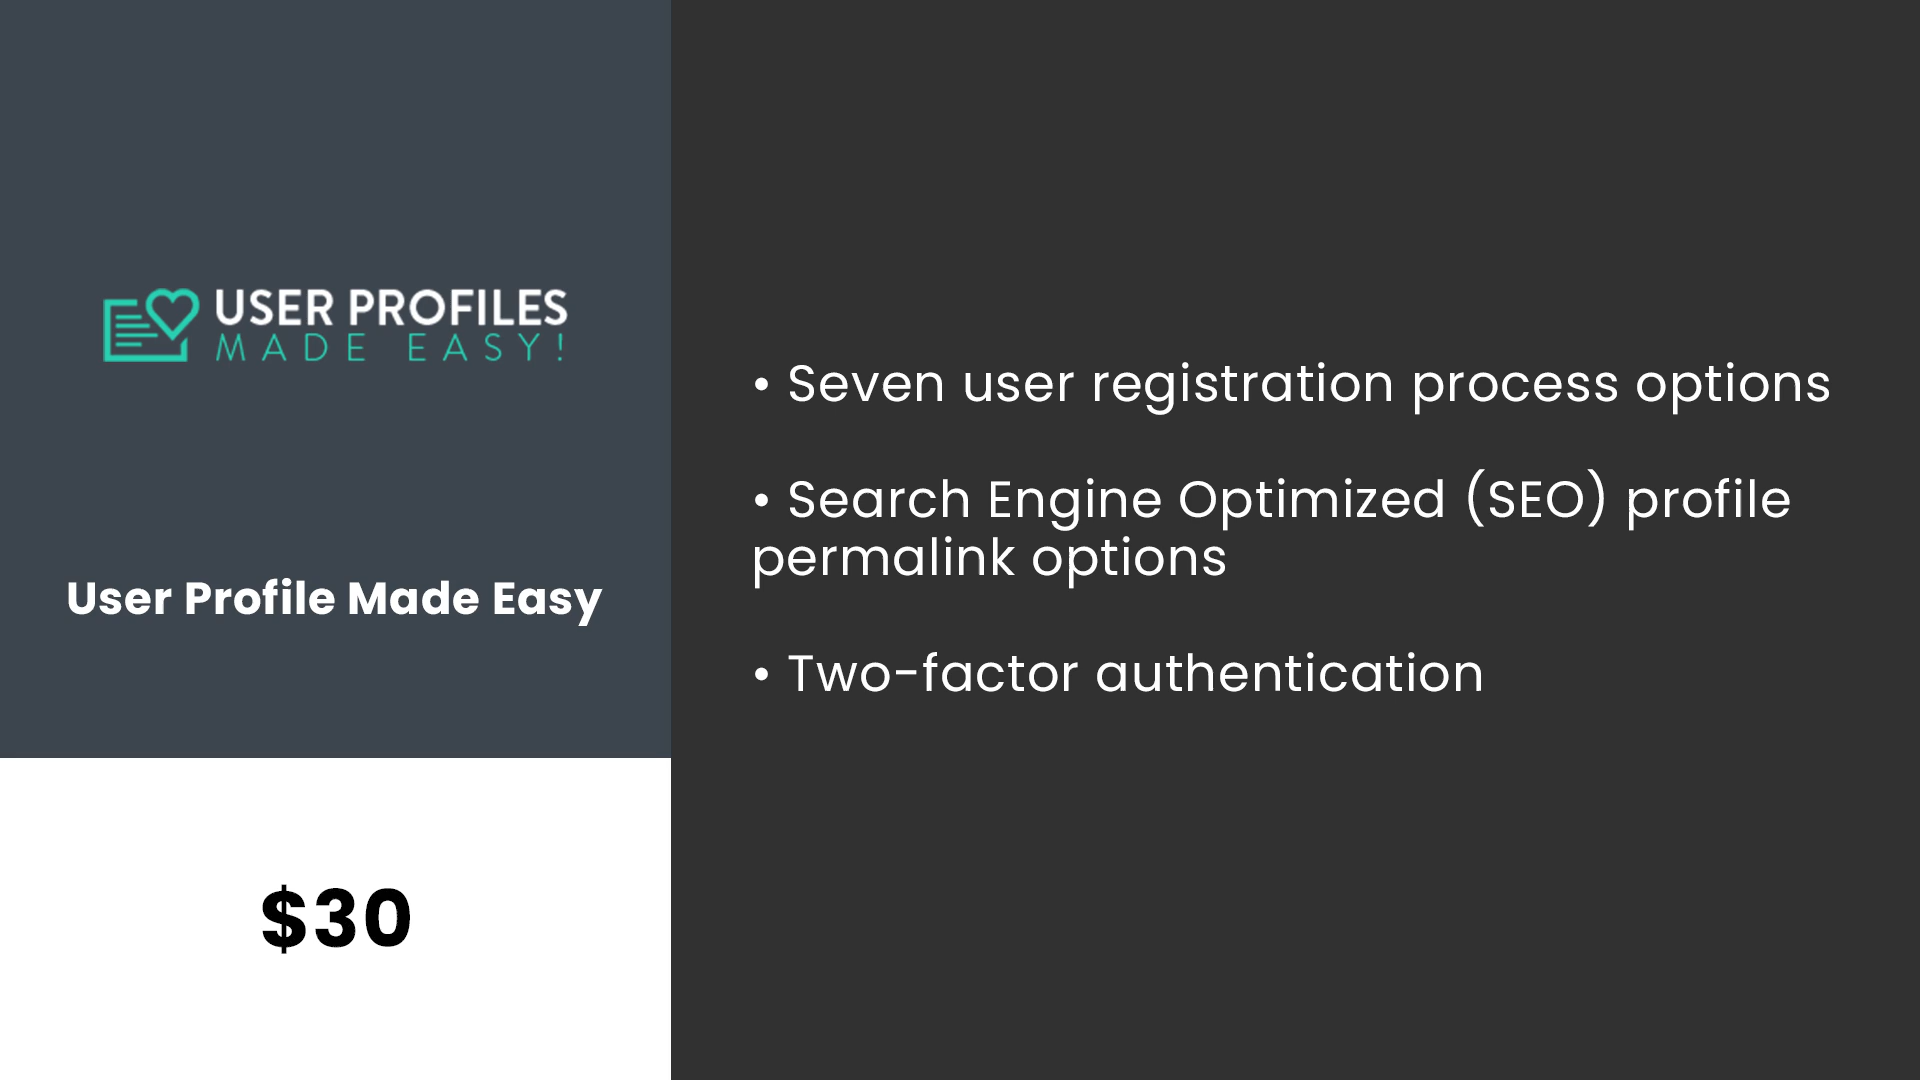 USER PROFILES
MADE EASY!
User Profile Made Easy
$30
• Seven user registration process options
• Search Engine Optimized (SEO) profile
permalink options
• Two-factor authentication